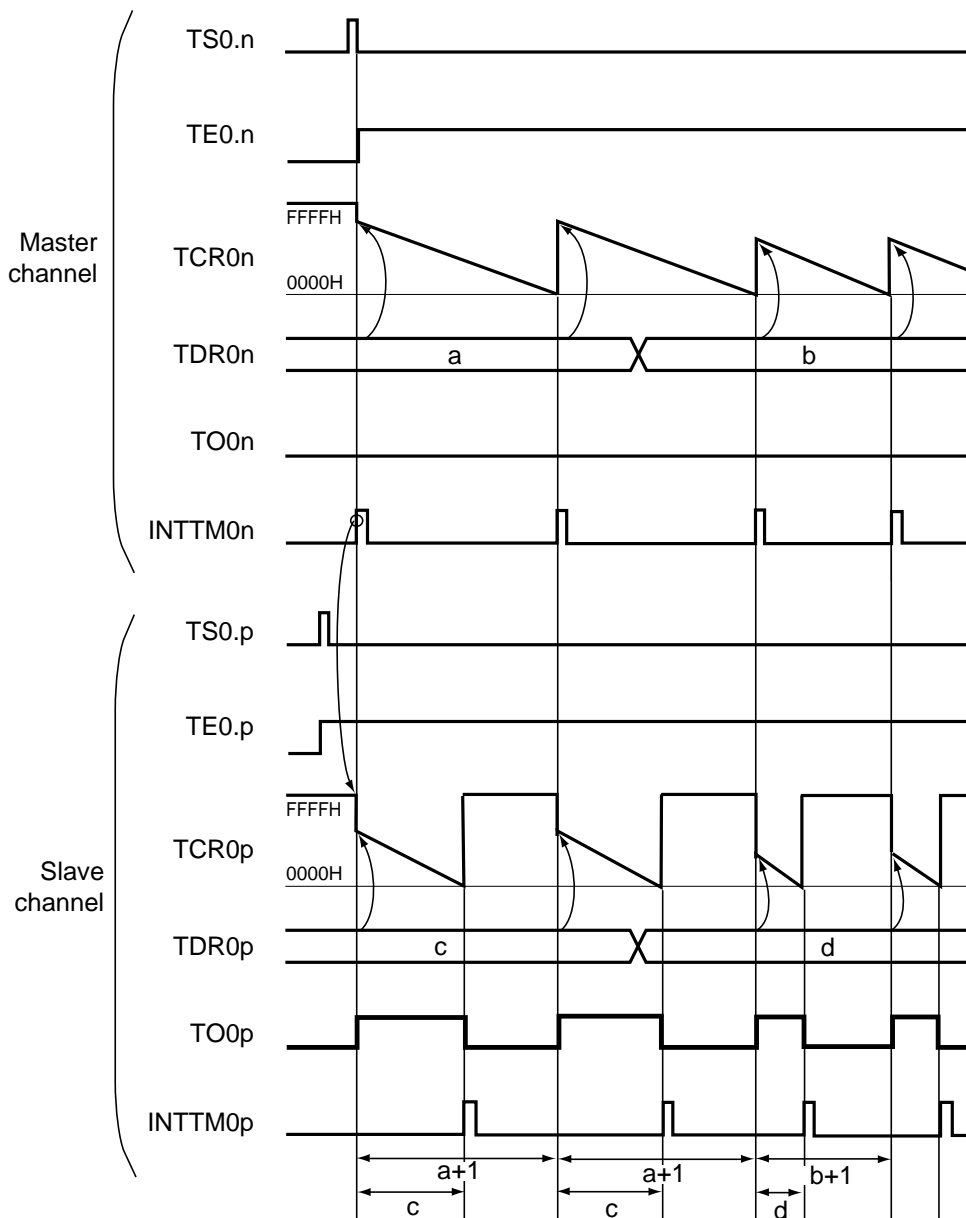 TS0.n
TE0.n
FFFFH
Master
channel
TCR0n
0000H
TDR0n
a
b
TO0n
INTTM0n
TS0.p
TE0.p
FFFFH
TCR0p
Slave
channel
0000H
TDR0p
c
d
TO0p
INTTM0p
a+1
a+1
b+1
c
c
d